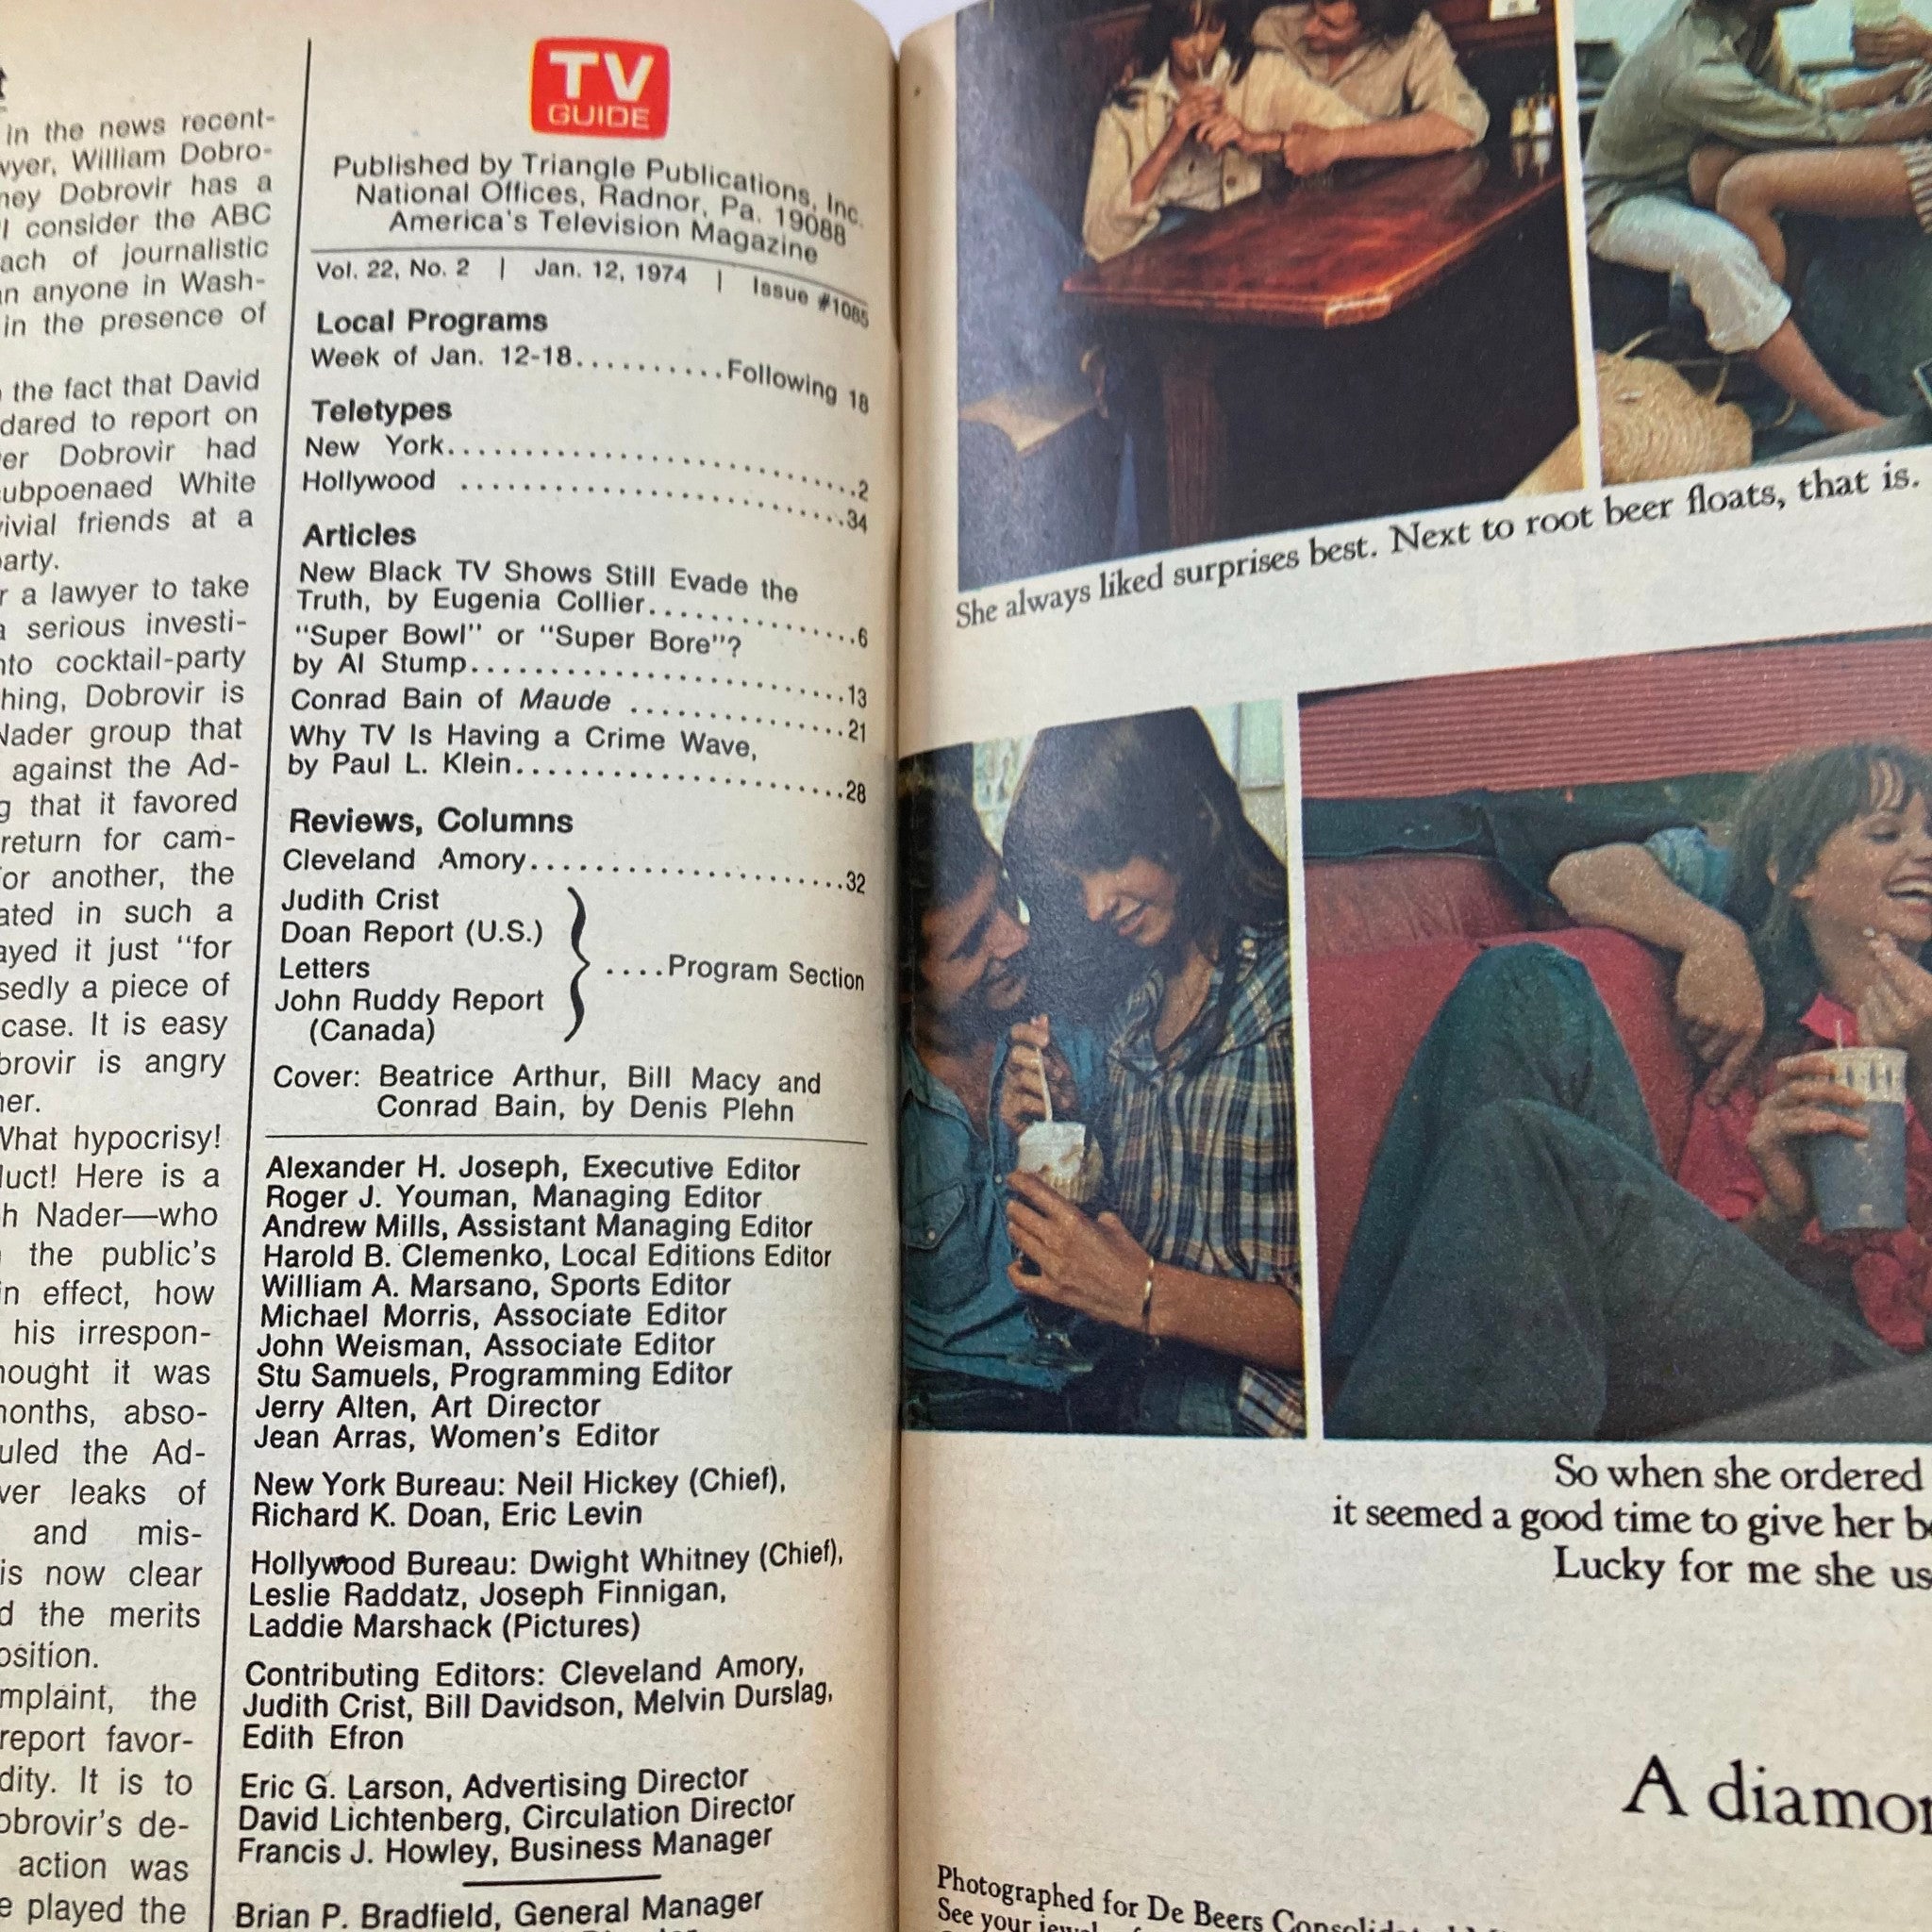 in the news recent-
wyer, William Dobro-
ney Dobrovir has a
consider the ABC
ach of journalistic
an anyone in Wash-
in the presence of
the fact that David
dared to report on
er Dobrovir had
subpoenaed White
vivial friends at a
party.
r a lawyer to take
a serious investi-
nto cocktail-party
hing, Dobrovir is
Nader group that
against the Ad-
g that it favored
return for cam-
For another, the
ated in such a
ayed it just "for
sedly a piece of
case. It is easy
brovir is angry
her.
What hypocrisy!
duct! Here is a
h Nader—who
the public's
in effect, how
his irrespon-
hought it was
months, abso-
uled the Ad-
ver leaks of
and mis-
is now clear
d the merits
osition.
mplaint, the
report favor-
dity. It is to
obrovir's de-
action was
e played the
TV
GUIDE
Published by Triangle Publications, Inc.
National Offices, Radnor, Pa. 19088
America's Television Magazine
Vol. 22, No. 2 | Jan. 12, 1974 | Issue #1085
Local Programs
Week of Jan. 12-18..........Following 18
Teletypes
New York..............................2
Hollywood ............................34
Articles
New Black TV Shows Still Evade the
Truth, by Eugenia Collier...............6
"Super Bowl" or "Super Bore"?
by Al Stump...........................13
Conrad Bain of Maude ................21
Why TV Is Having a Crime Wave,
by Paul L. Klein.......................28
Reviews, Columns
Cleveland Amory......................32
Judith Crist
Doan Report (U.S.)
Letters
John Ruddy Report
(Canada)
....Program Section
Cover: Beatrice Arthur, Bill Macy and
Conrad Bain, by Denis Plehn
Alexander H. Joseph, Executive Editor
Roger J. Youman, Managing Editor
Andrew Mills, Assistant Managing Editor
Harold B. Clemenko, Local Editions Editor
William A. Marsano, Sports Editor
Michael Morris, Associate Editor
John Weisman, Associate Editor
Stu Samuels, Programming Editor
Jerry Alten, Art Director
Jean Arras, Women's Editor
New York Bureau: Neil Hickey (Chief),
Richard K. Doan, Eric Levin
Hollywood Bureau: Dwight Whitney (Chief),
Leslie Raddatz, Joseph Finnigan,
Laddie Marshack (Pictures)
Contributing Editors: Cleveland Amory,
Judith Crist, Bill Davidson, Melvin Durslag,
Edith Efron
Eric G. Larson, Advertising Director
David Lichtenberg, Circulation Director
Francis J. Howley, Business Manager
Brian P. Bradfield, General Manager
She always liked surprises best. Next to root beer floats, that is.
So when she ordered
it seemed a good time to give her
Lucky for me she us
A diamon
Photographed for De Beers
See your